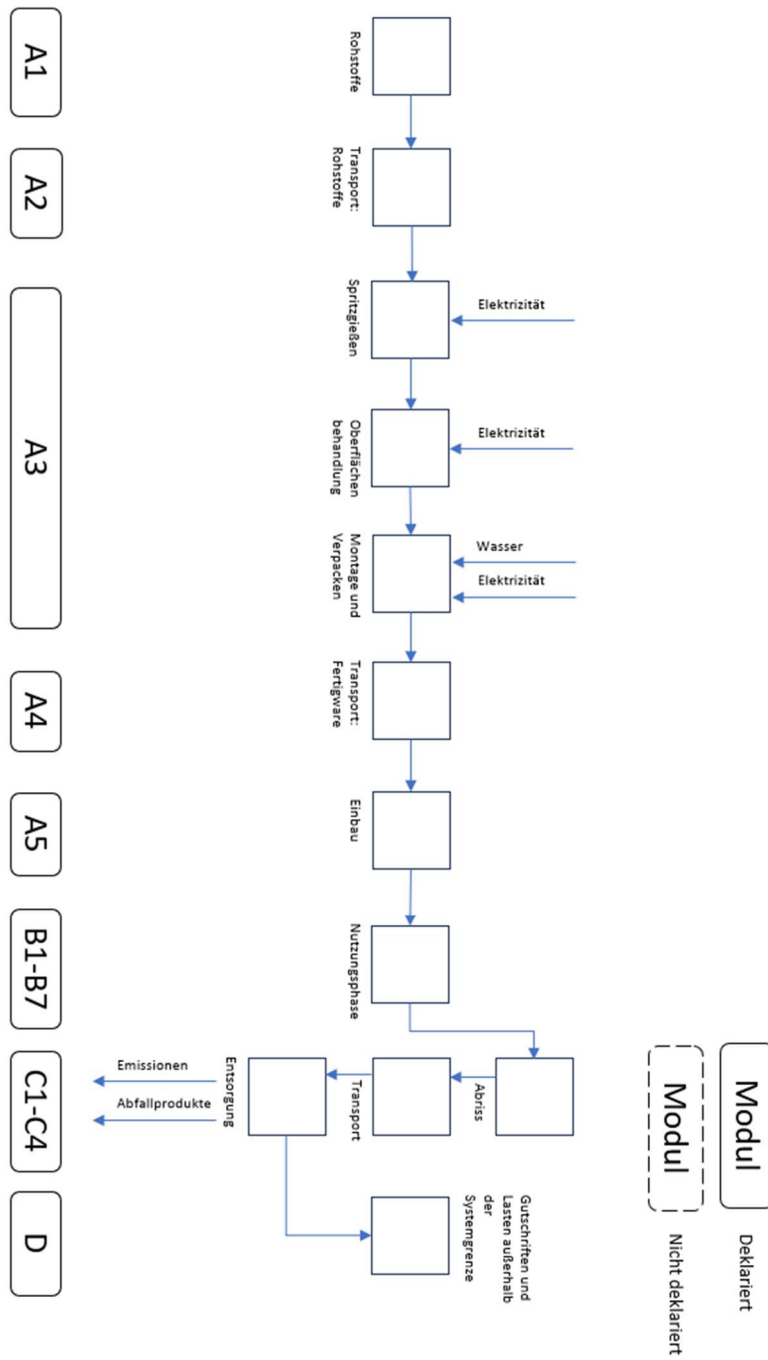 A1
A2
A3
A4
A5
B1-B7
C1-C4
D
Rohstoffe
Transport:
Rohstoffe
Spritzgießen
Oberflächen
behandlung
Montage und
Verpacken
Transport:
Fertigware
Einbau
Nutzungsphase
Elektrizität
Elektrizität
Wasser
Elektrizität
Abriss
Transport
Entsorgung
Emissionen
Abfallprodukte
Gutschriften und
Lasten außerhalb
der
Systemgrenze
Modul
Deklariert
Modul
Nicht deklariert